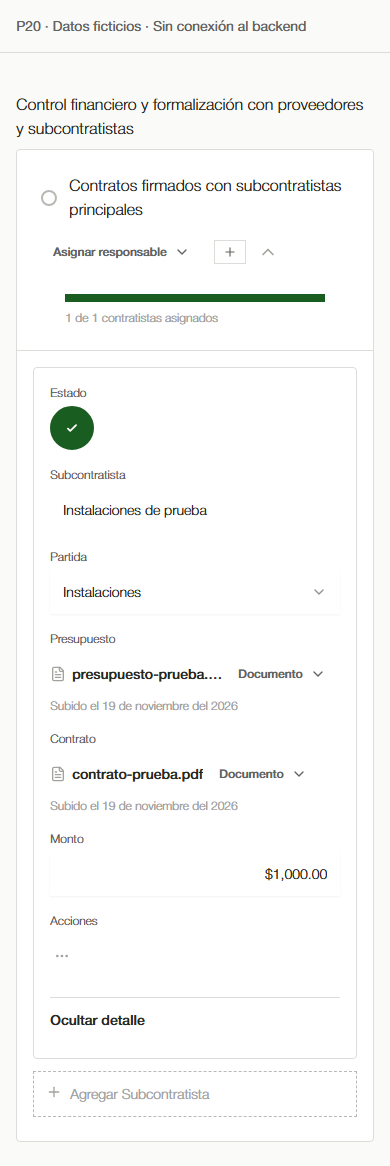 P20 · Datos ficticios · Sin conexión al backend
Control financiero y formalización con proveedores
y subcontratistas
Contratos firmados con subcontratistas
principales
Asignar responsable
1 de 1 contratistas asignados
Estado
Subcontratista
Instalaciones de prueba
Partida
Instalaciones
Presupuesto
presupuesto-prueba.... Documento
Subido el 19 de noviembre del 2026
Contrato
contrato-prueba.pdf Documento
Subido el 19 de noviembre del 2026
Monto
$1,000.00
Acciones
Ocultar detalle
+ Agregar Subcontratista